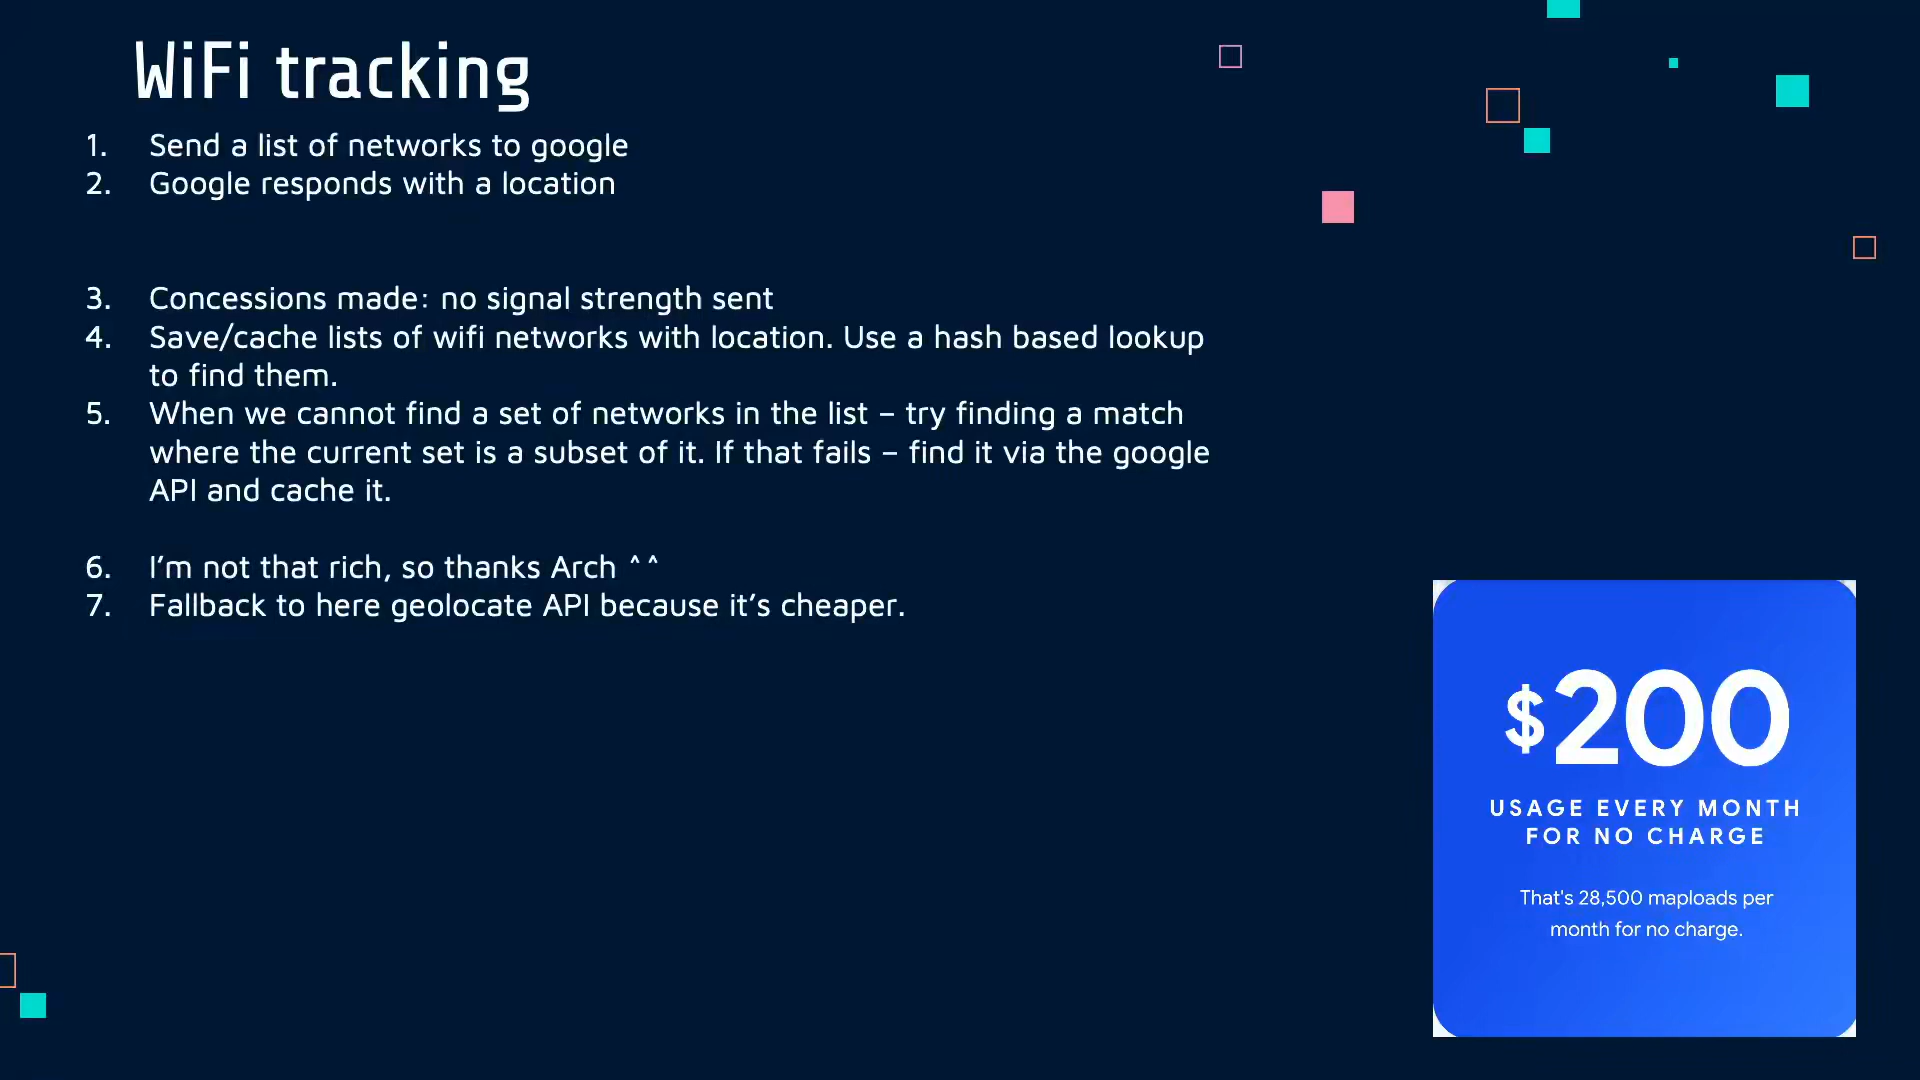 WiFi tracking
1. Send a list of networks to google
2. Google responds with a location
3. Concessions made: no signal strength sent
4. Save/cache lists of wifi networks with location. Use a hash based lookup
to find them.
5. When we cannot find a set of networks in the list – try finding a match
where the current set is a subset of it. If that fails – find it via the google
API and cache it.
6. I’m not that rich, so thanks Arch ^^
7. Fallback to here geolocate API because it’s cheaper.
$200
USAGE EVERY MONTH
FOR NO CHARGE
That's 28,500 maploads per
month for no charge.